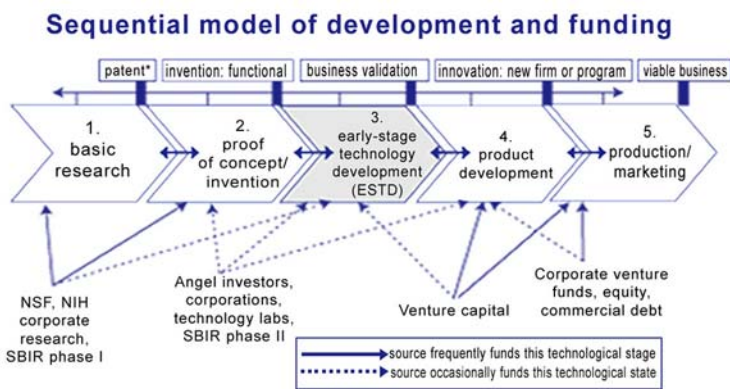 Sequential model of development and funding
patent*
invention: functional
business validation
innovation: new firm or program
viable business
1.
basic
research
2.
proof
of concept/
invention
3.
early-stage
technology
development
(ESTD)
4.
product
development
5.
production/
marketing
NSF, NIH
corporate
research,
SBIR phase I
Angel investors,
corporations,
technology labs,
SBIR phase II
Venture capital
Corporate venture
funds, equity,
commercial debt
source frequently funds this technological stage
source occasionally funds this technological state